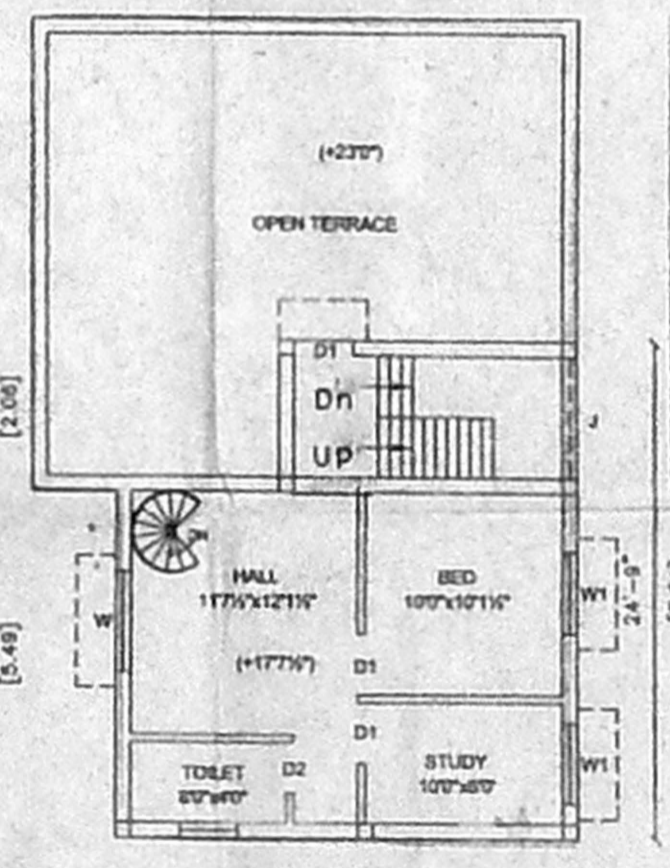 (+23'0")
OPEN TERRACE
D1
Dn
[2.06]
J
Up
HALL
11'7½"x12'1½"
BED
10'0"x10'1½"
W
W1
24'-9"
[5.49]
(+17'7½")
D1
D1
TOILET
D2
STUDY
10'0"x6'0"
W1